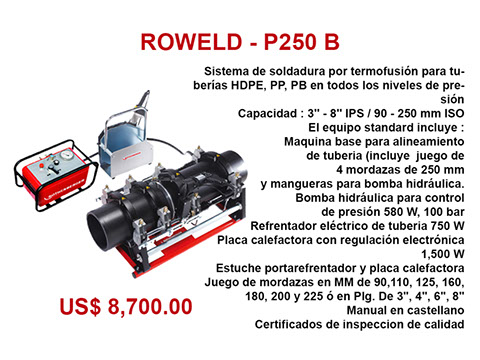 ROWELD - P250 B
Sistema de soldadura por termofusión para tu-
berías HDPE, PP, PB en todos los niveles de pre-
sión
Capacidad : 3" - 8" IPS / 90 - 250 mm ISO
El equipo standard incluye :
Maquina base para alineamiento
de tuberia (incluye juego de
4 mordazas de 250 mm
y mangueras para bomba hidráulica.
Bomba hidráulica para control
de presión 580 W, 100 bar
Refrentador eléctrico de tuberia 750 W
Placa calefactora con regulación electrónica
1,500 W
Estuche portarefrentador y placa calefactora
Juego de mordazas en MM de 90,110, 125, 160,
180, 200 y 225 ó en Plg. De 3", 4", 6", 8"
Manual en castellano
Certificados de inspeccion de calidad
US$ 8,700.00